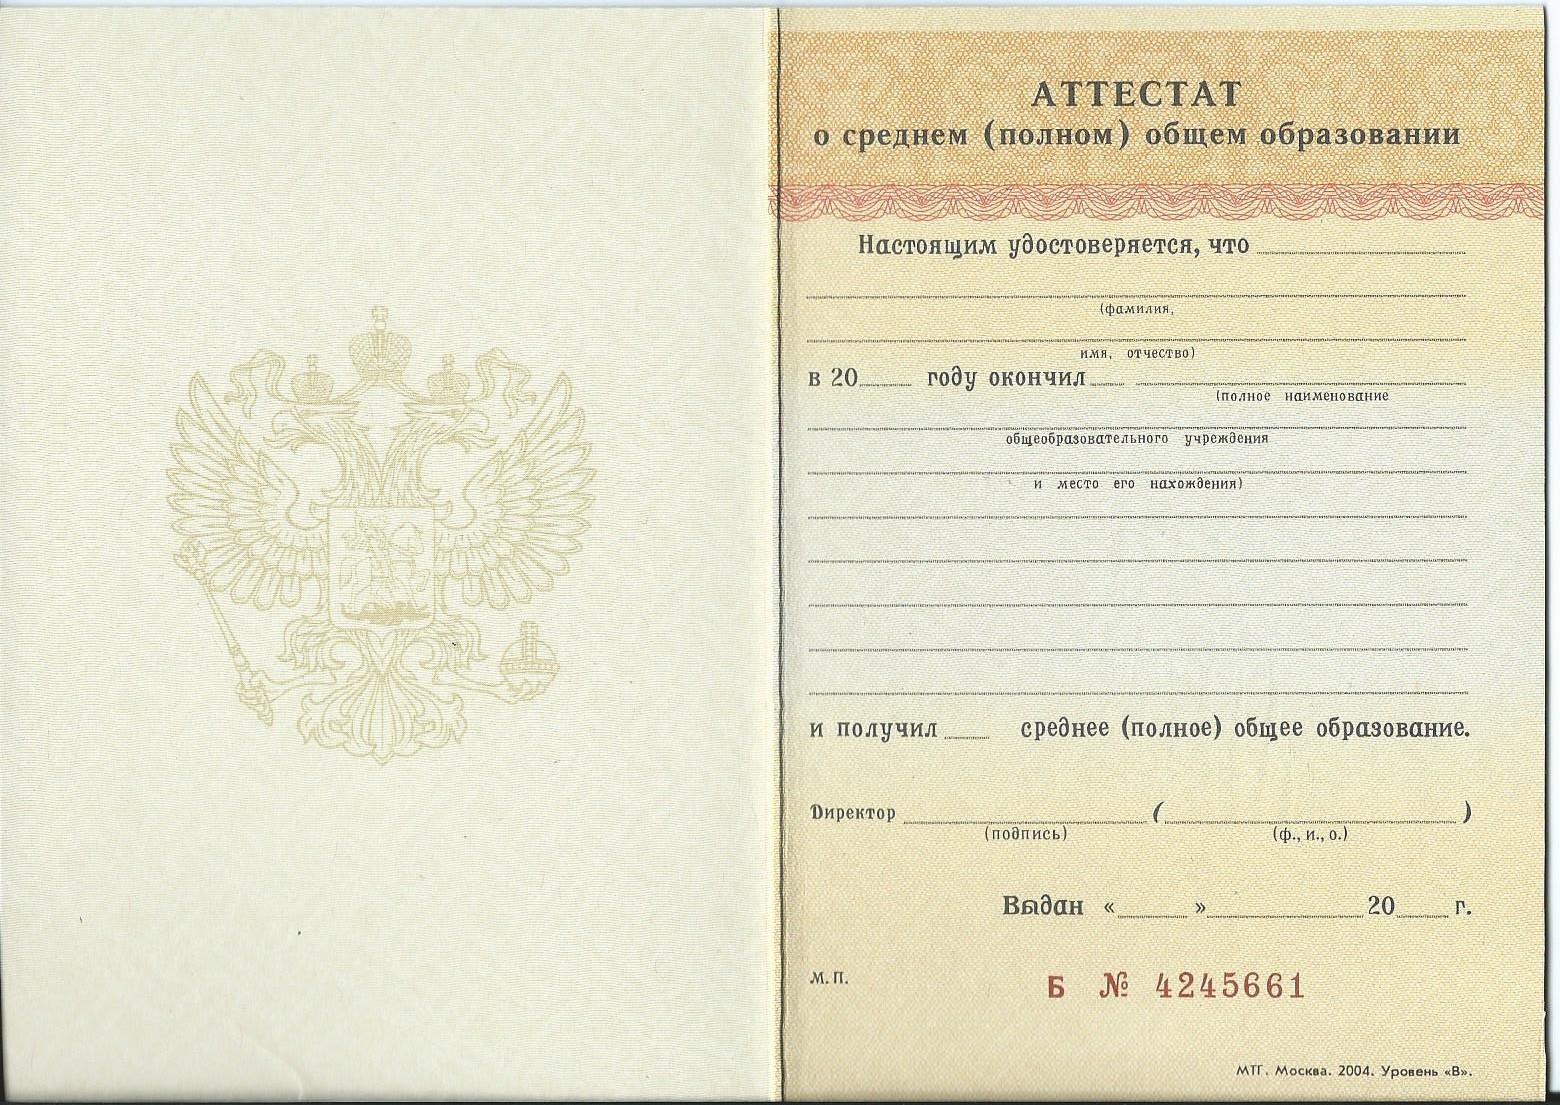 АТТЕСТАТ
о среднем (полном) общем образовании
Настоящим удостоверяется, что
(фамилия,
имя, отчество)
в 20 году окончил
(полное наименование
общеобразовательного учреждения
и место его нахождения)
и получил среднее (полное) общее образование.
Директор ( )
(подпись) (ф., и., о.)
Выдан « » 20 г.
М. П.
Б № 4245661
МТГ. Москва. 2004. Уровень «В».